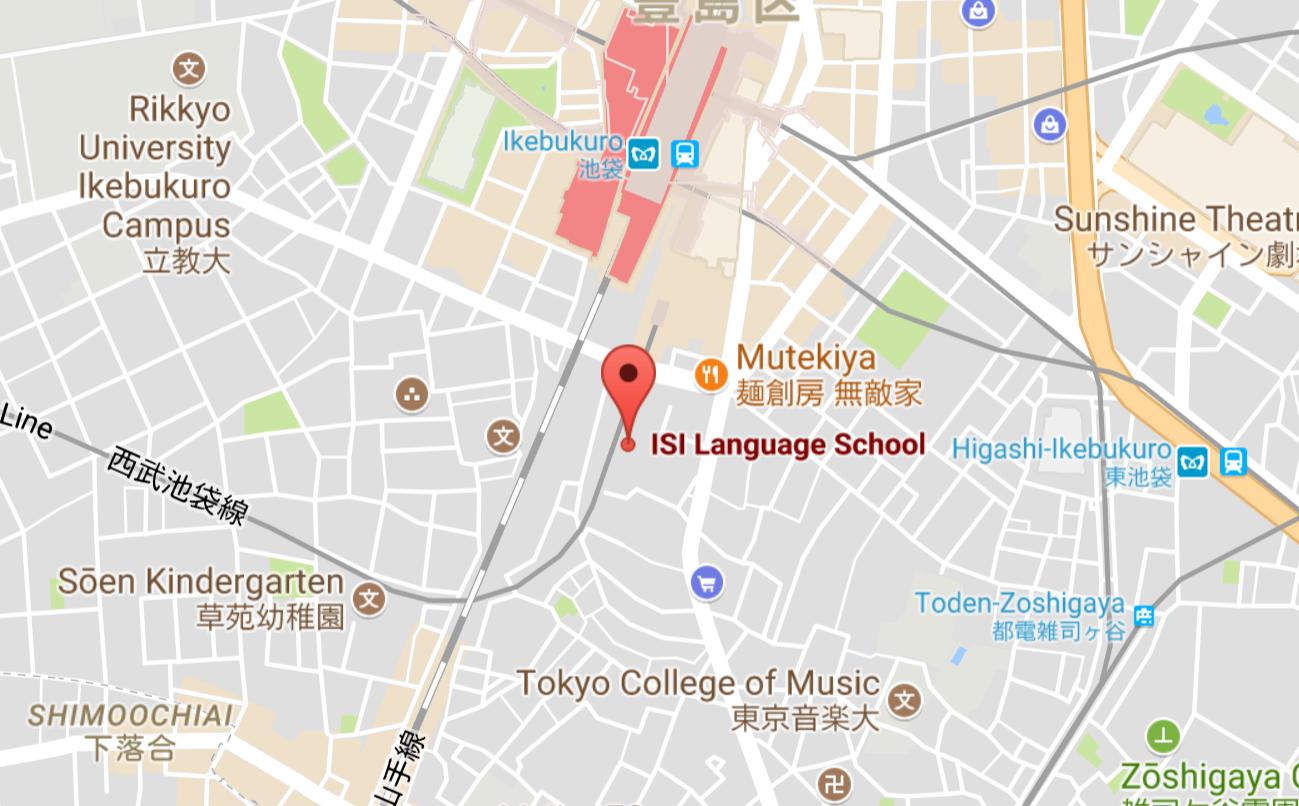 豊島区
Rikkyo
University
Ikebukuro
Campus
立教大
Ikebukuro
池袋
Sunshine Theatr
サンシャイン劇
Mutekiya
麺創房 無敵家
ISI Language School
Higashi-Ikebukuro
東池袋
Line
西武池袋線
Sōen Kindergarten
草苑幼稚園
Toden-Zoshigaya
都電雑司ヶ谷
Tokyo College of Music
東京音楽大
SHIMOOCHIAI
下落合
山手線
Zōshigaya